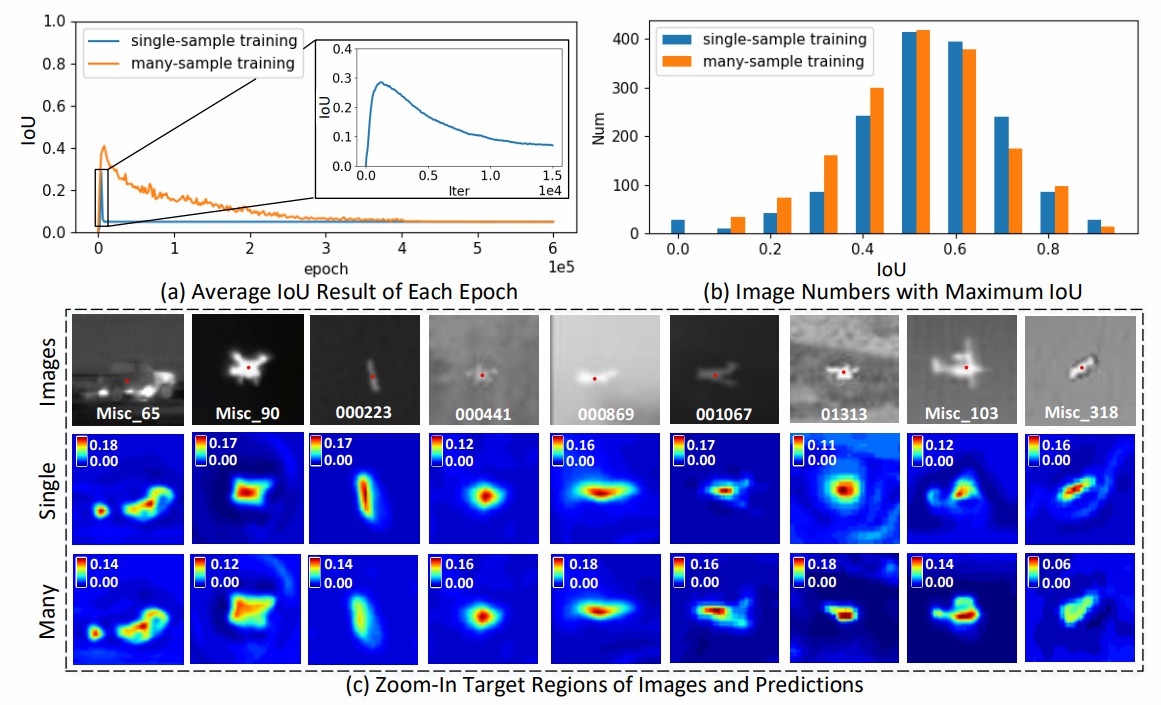 1.0
0.8
0.6
0.4
0.2
0.0
IoU
single-sample training
many-sample training
0.4
0.3
0.2
0.1
0.0
IoU
0.0 0.5 1.0 1.5
Iter 1e4
0 1 2 3 4 5 6
epoch 1e5
(a) Average IoU Result of Each Epoch
400
300
200
100
0
Num
single-sample training
many-sample training
0.0 0.2 0.4 0.6 0.8
IoU
(b) Image Numbers with Maximum IoU
Images
Misc_65 Misc_90 000223 000441 000869 001067 01313 Misc_103 Misc_318
Single
0.18 0.17 0.17 0.12 0.16 0.17 0.11 0.12 0.16
0.00 0.00 0.00 0.00 0.00 0.00 0.00 0.00 0.00
Many
0.14 0.12 0.14 0.16 0.18 0.16 0.18 0.14 0.06
0.00 0.00 0.00 0.00 0.00 0.00 0.00 0.00 0.00
(c) Zoom-In Target Regions of Images and Predictions